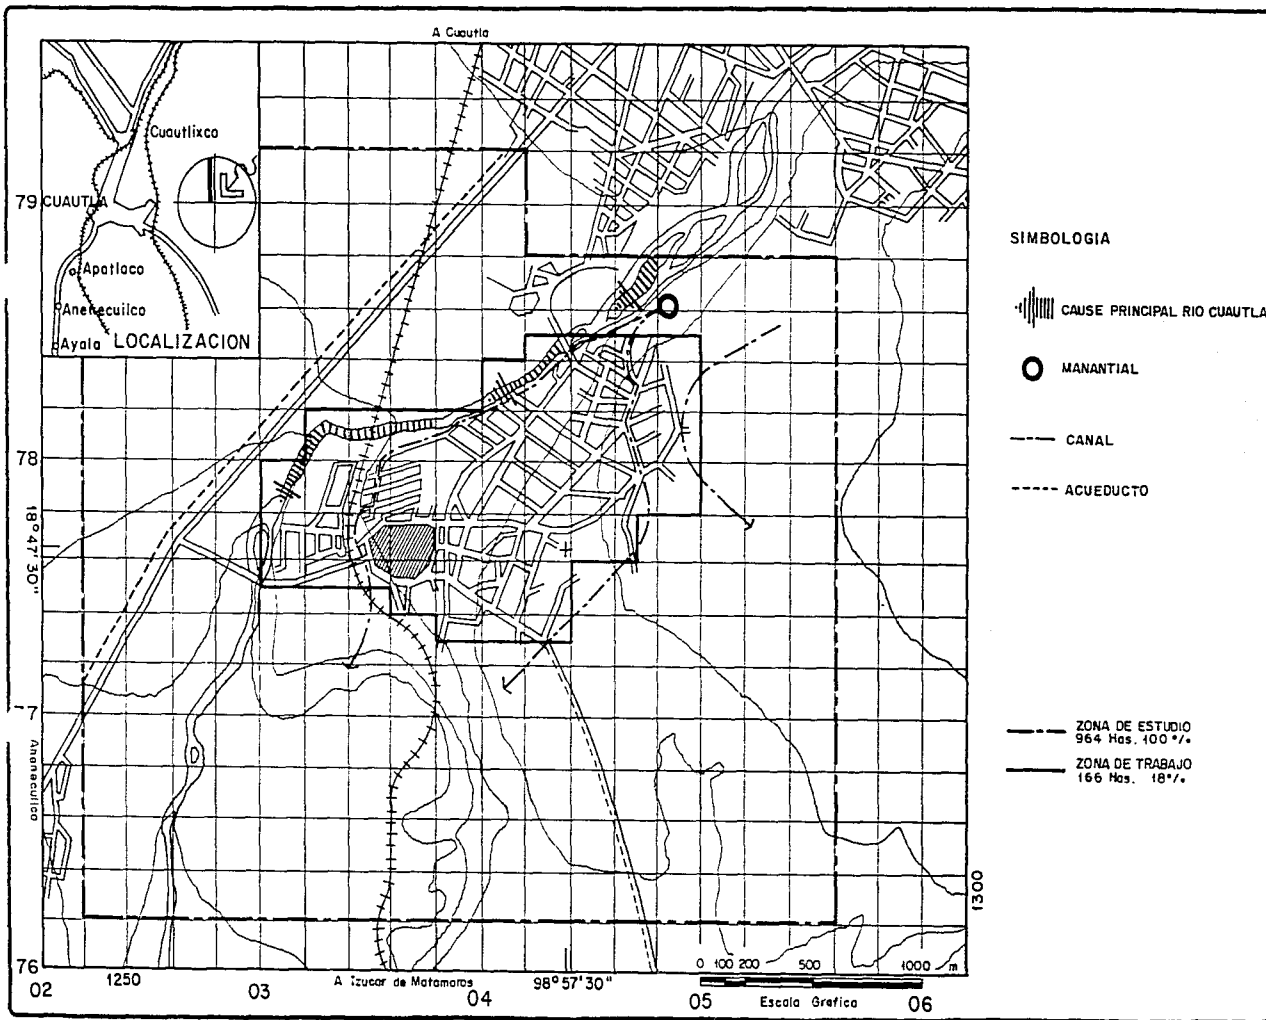 A Cuautla
Cuautlixco
CUAUTLA
Apatlaco
Anenecuilco
Ayala
LOCALIZACION
79
78
18° 47' 30"
77
Ananecuilco
76
02
1250
03
A Izucar de Matamoros
04
98° 57' 30"
05
06
1300
0 100 200 500 1000 m
Escala Grafica
SIMBOLOGIA
CAUSE PRINCIPAL RIO CUAUTLA
MANANTIAL
CANAL
ACUEDUCTO
ZONA DE ESTUDIO
964 Has. 100 %
ZONA DE TRABAJO
166 Has. 18%